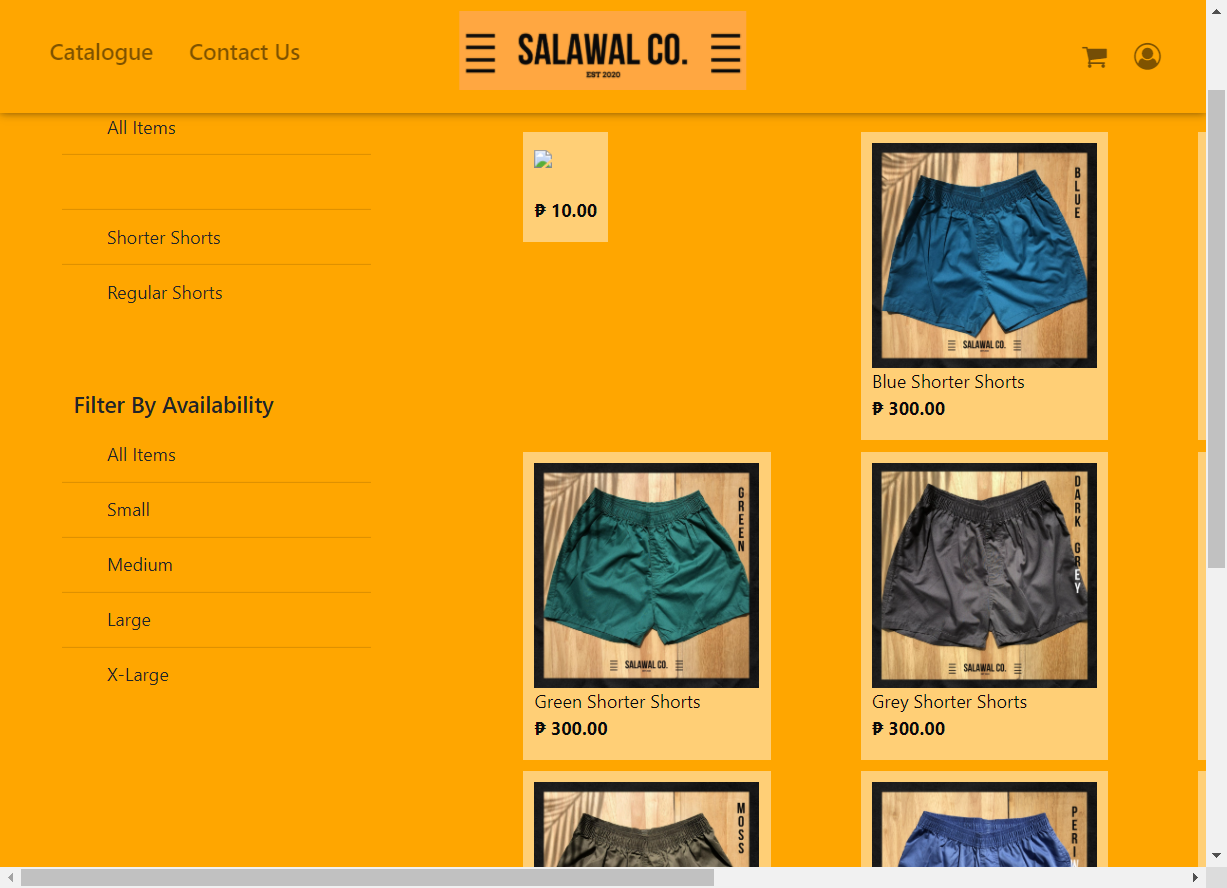 Catalogue
Contact Us
SALAWAL CO.
EST 2020
All Items
Shorter Shorts
Regular Shorts
Filter By Availability
All Items
Small
Medium
Large
X-Large
₱ 10.00
BLUE
SALAWAL CO.
Blue Shorter Shorts
₱ 300.00
GREEN
SALAWAL CO.
Green Shorter Shorts
₱ 300.00
DARK GREY
SALAWAL CO.
Grey Shorter Shorts
₱ 300.00
MOSS
PERIW